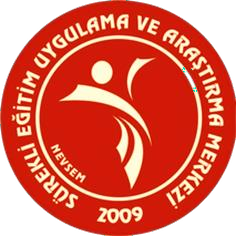 SÜREKLİ EĞİTİM UYGULAMA VE ARAŞTIRMA MERKEZİ
NEVSEM
2009